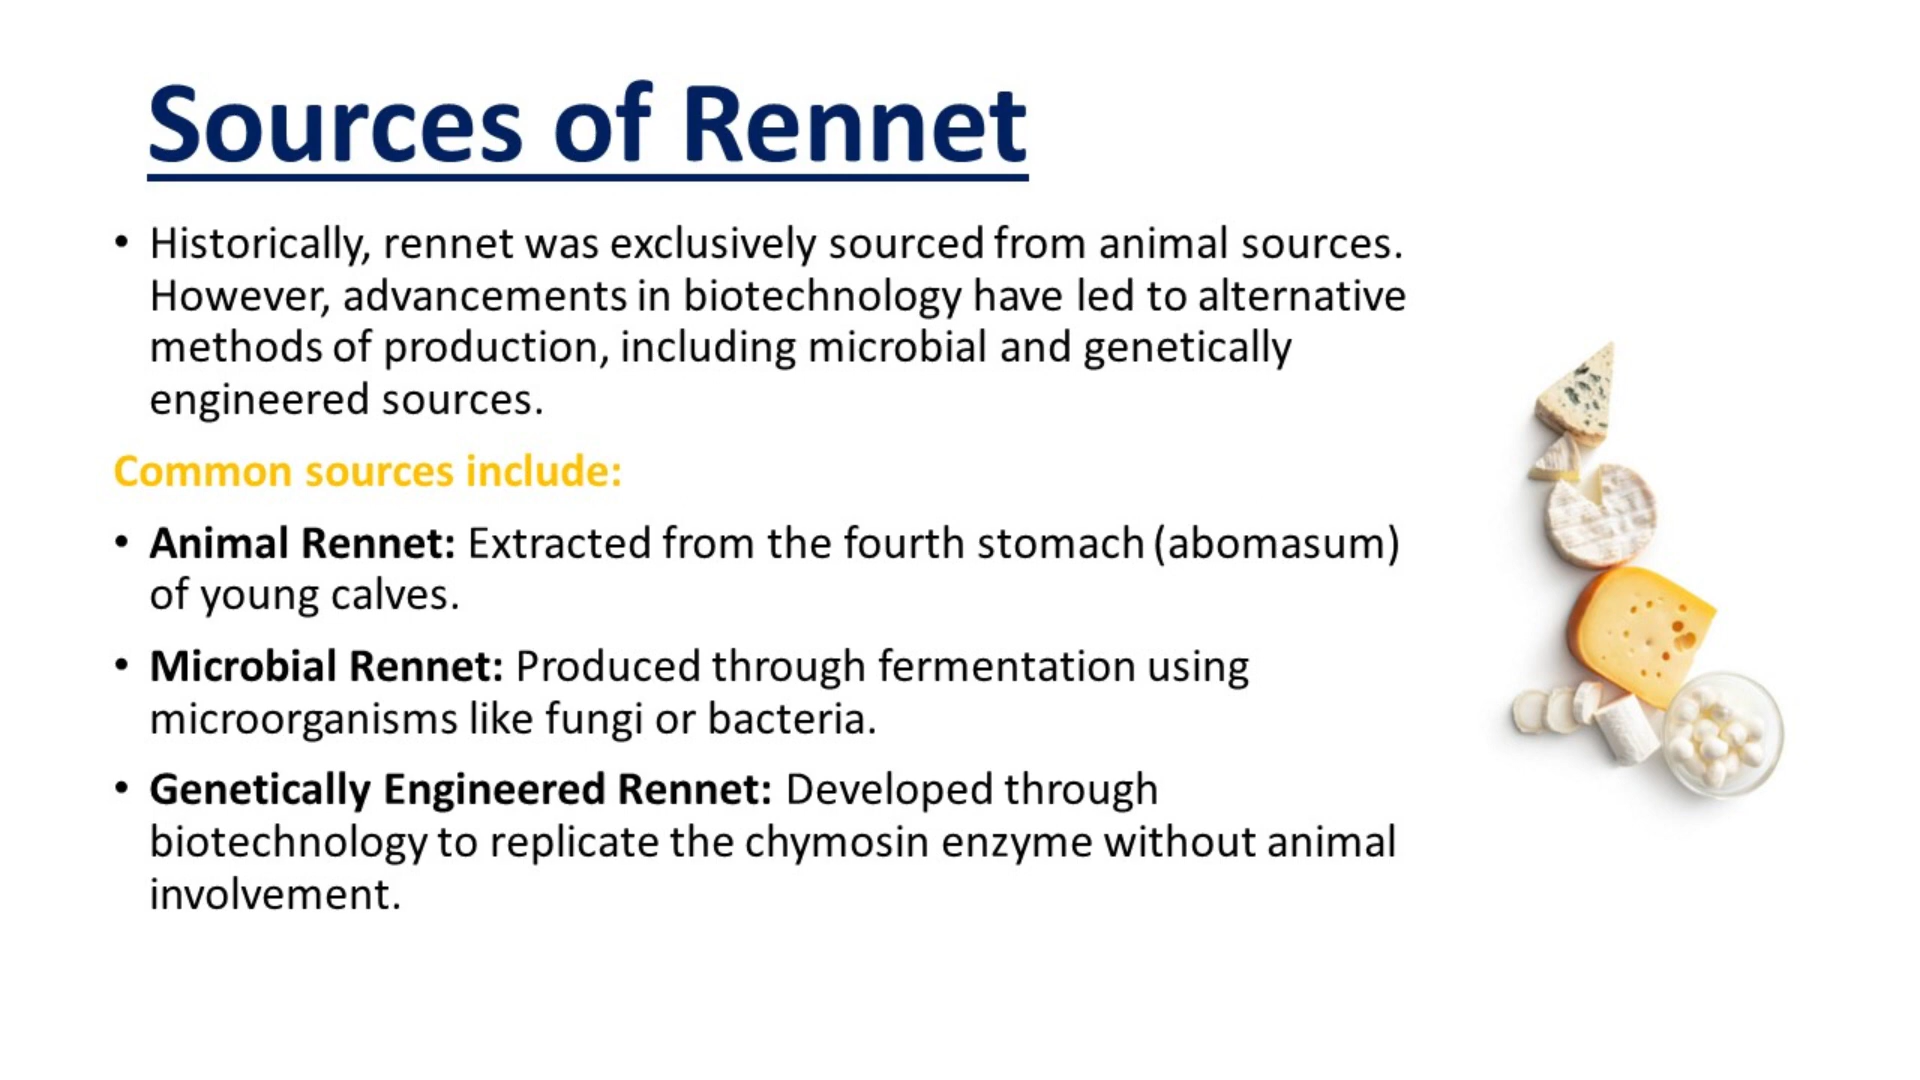 Sources of Rennet
• Historically, rennet was exclusively sourced from animal sources.
However, advancements in biotechnology have led to alternative
methods of production, including microbial and genetically
engineered sources.
Common sources include:
• Animal Rennet: Extracted from the fourth stomach (abomasum)
of young calves.
• Microbial Rennet: Produced through fermentation using
microorganisms like fungi or bacteria.
• Genetically Engineered Rennet: Developed through
biotechnology to replicate the chymosin enzyme without animal
involvement.